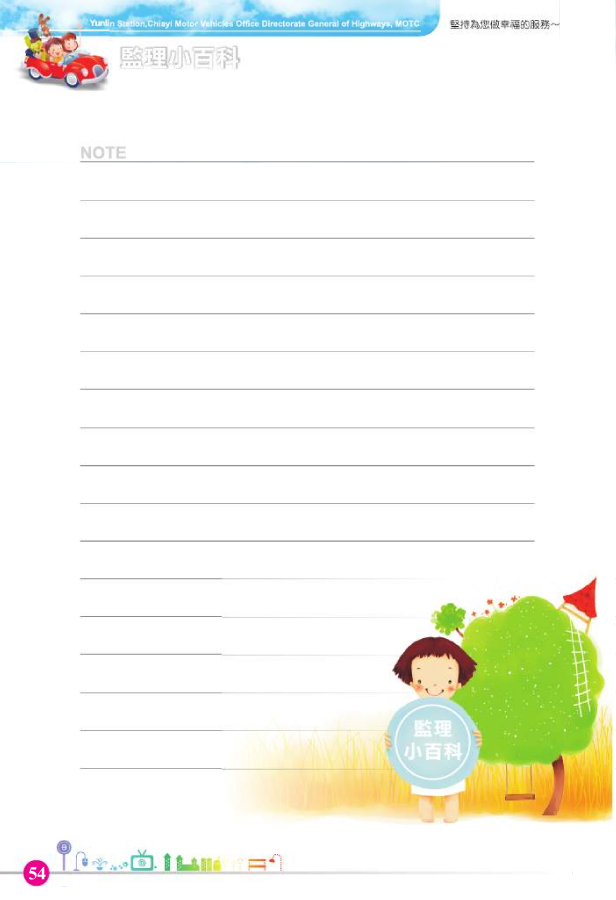 Yunlin Station,Chiayi Motor Vehicles Office Directorate General of Highways, MOTC
堅持為您做幸福的服務～
監理小百科
NOTE
監理
小百科
54